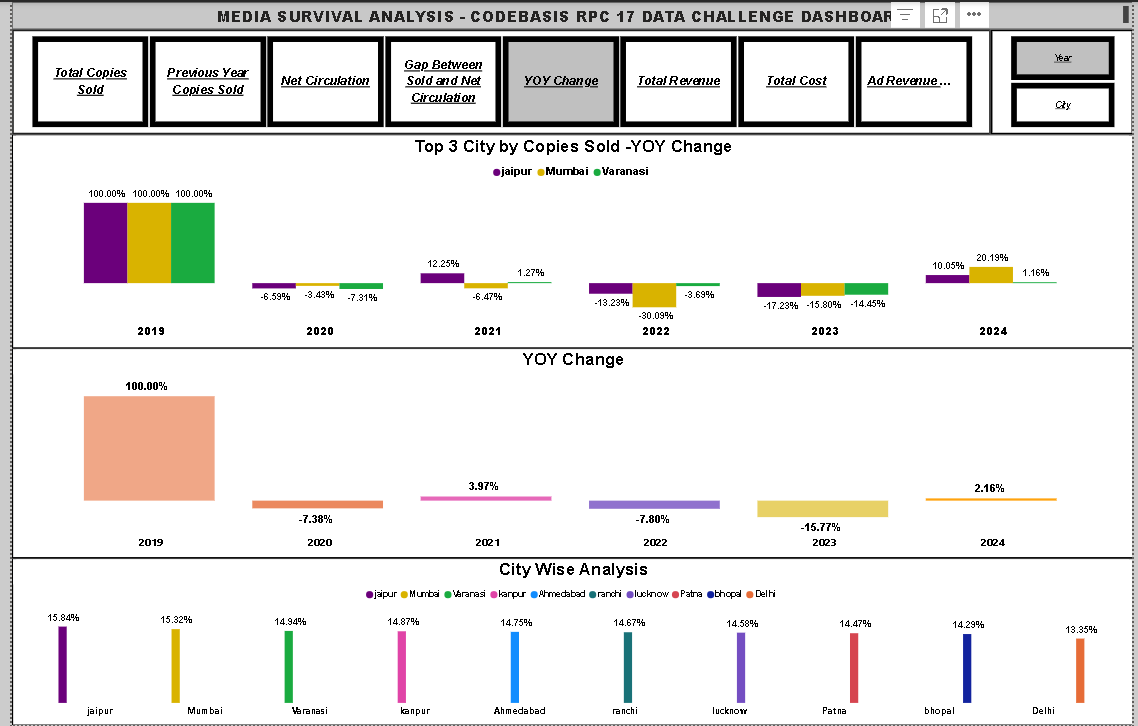 MEDIA SURVIVAL ANALYSIS - CODEBASIS RPC 17 DATA CHALLENGE DASHBOAR
Total Copies
Sold
Previous Year
Copies Sold
Net Circulation
Gap Between
Sold and Net
Circulation
YOY Change
Total Revenue
Total Cost
Ad Revenue ...
Year
City
Top 3 City by Copies Sold -YOY Change
jaipur Mumbai Varanasi
100.00% 100.00% 100.00%
-6.59% -3.43% -7.31%
12.25% -6.47% 1.27%
-13.23% -30.09% -3.69%
-17.23% -15.80% -14.45%
10.05% 20.19% 1.16%
2019 2020 2021 2022 2023 2024
YOY Change
100.00% -7.38% 3.97% -7.80% -15.77% 2.16%
2019 2020 2021 2022 2023 2024
City Wise Analysis
jaipur Mumbai Varanasi kanpur Ahmedabad ranchi lucknow Patna bhopal Delhi
15.84% 15.32% 14.94% 14.87% 14.75% 14.67% 14.58% 14.47% 14.29% 13.35%
jaipur Mumbai Varanasi kanpur Ahmedabad ranchi lucknow Patna bhopal Delhi